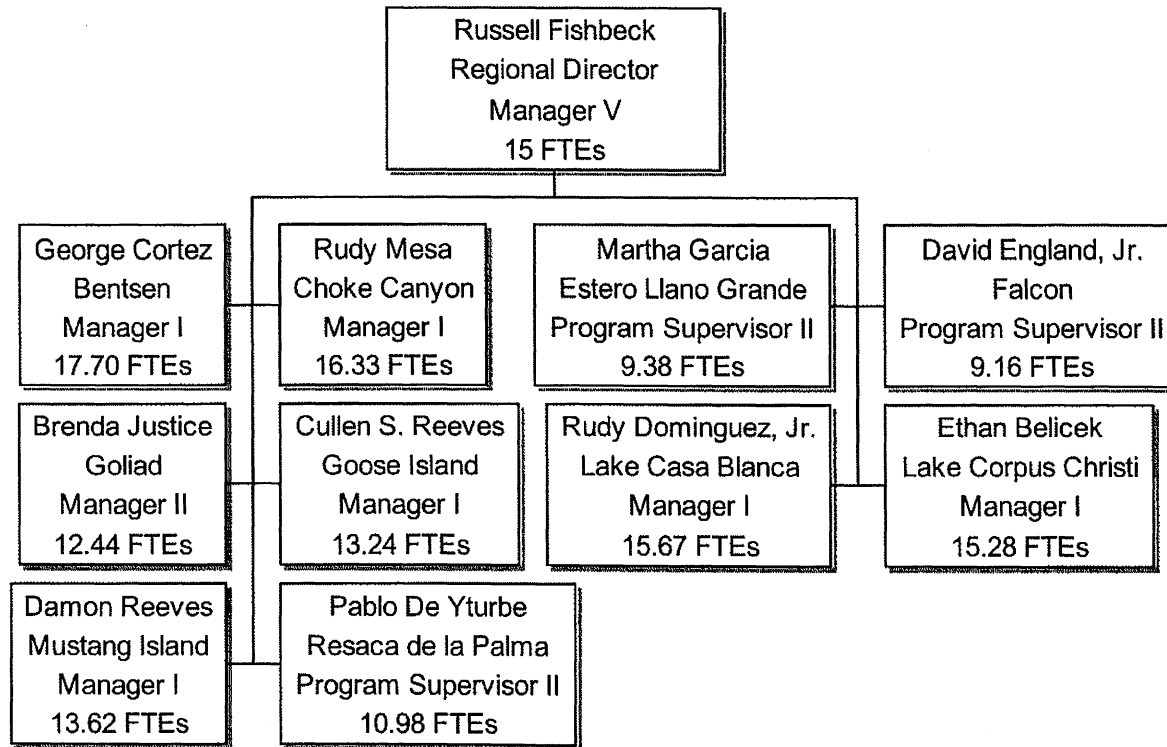 Russell Fishbeck
Regional Director
Manager V
15 FTEs
George Cortez
Bentsen
Manager I
17.70 FTEs
Rudy Mesa
Choke Canyon
Manager I
16.33 FTEs
Martha Garcia
Estero Llano Grande
Program Supervisor II
9.38 FTEs
David England, Jr.
Falcon
Program Supervisor II
9.16 FTEs
Brenda Justice
Goliad
Manager II
12.44 FTEs
Cullen S. Reeves
Goose Island
Manager I
13.24 FTEs
Rudy Dominguez, Jr.
Lake Casa Blanca
Manager I
15.67 FTEs
Ethan Belicek
Lake Corpus Christi
Manager I
15.28 FTEs
Damon Reeves
Mustang Island
Manager I
13.62 FTEs
Pablo De Yturbe
Resaca de la Palma
Program Supervisor II
10.98 FTEs